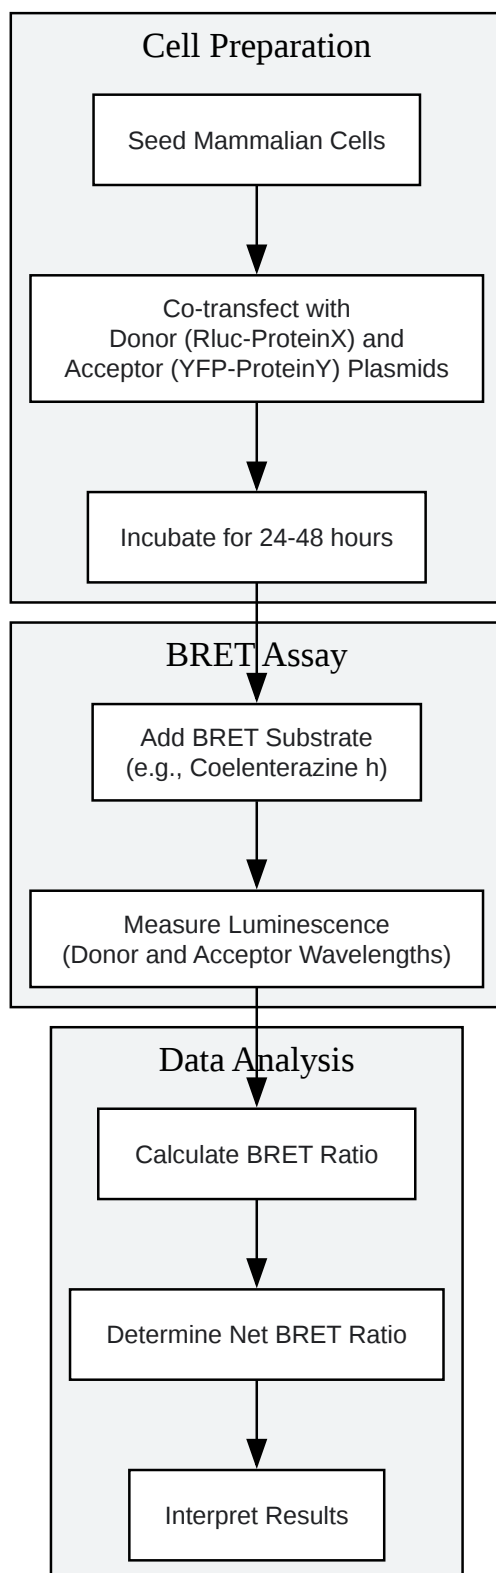 Cell Preparation
Seed Mammalian Cells
Co-transfect with
Donor (Rluc-ProteinX) and
Acceptor (YFP-ProteinY) Plasmids
Incubate for 24-48 hours
BRET Assay
Add BRET Substrate
(e.g., Coelenterazine h)
Measure Luminescence
(Donor and Acceptor Wavelengths)
Data Analysis
Calculate BRET Ratio
Determine Net BRET Ratio
Interpret Results